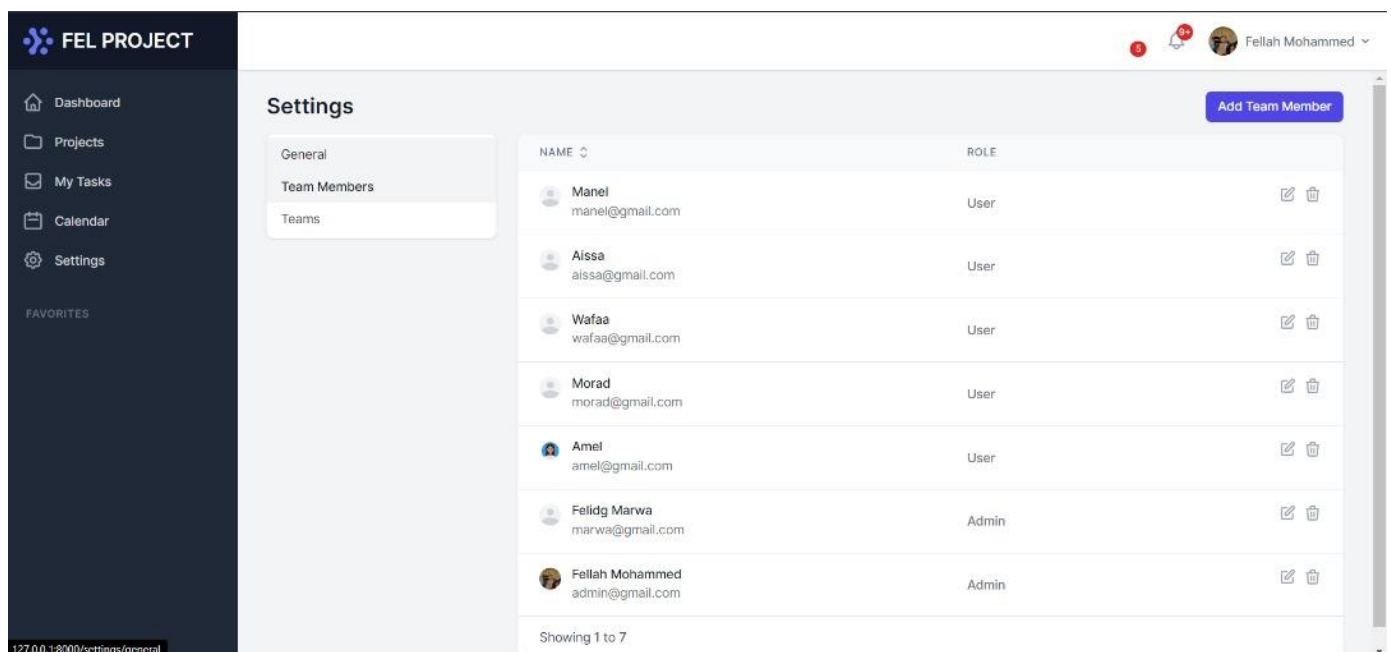 FEL PROJECT
5
9+
Fellah Mohammed
Dashboard
Projects
My Tasks
Calendar
Settings
FAVORITES
Settings
Add Team Member
General
Team Members
Teams
NAME
ROLE
Manel
manel@gmail.com
User
Aissa
aissa@gmail.com
User
Wafaa
wafaa@gmail.com
User
Morad
morad@gmail.com
User
Amel
amel@gmail.com
User
Felidg Marwa
marwa@gmail.com
Admin
Fellah Mohammed
admin@gmail.com
Admin
Showing 1 to 7
127.0.0.1:8000/settings/general